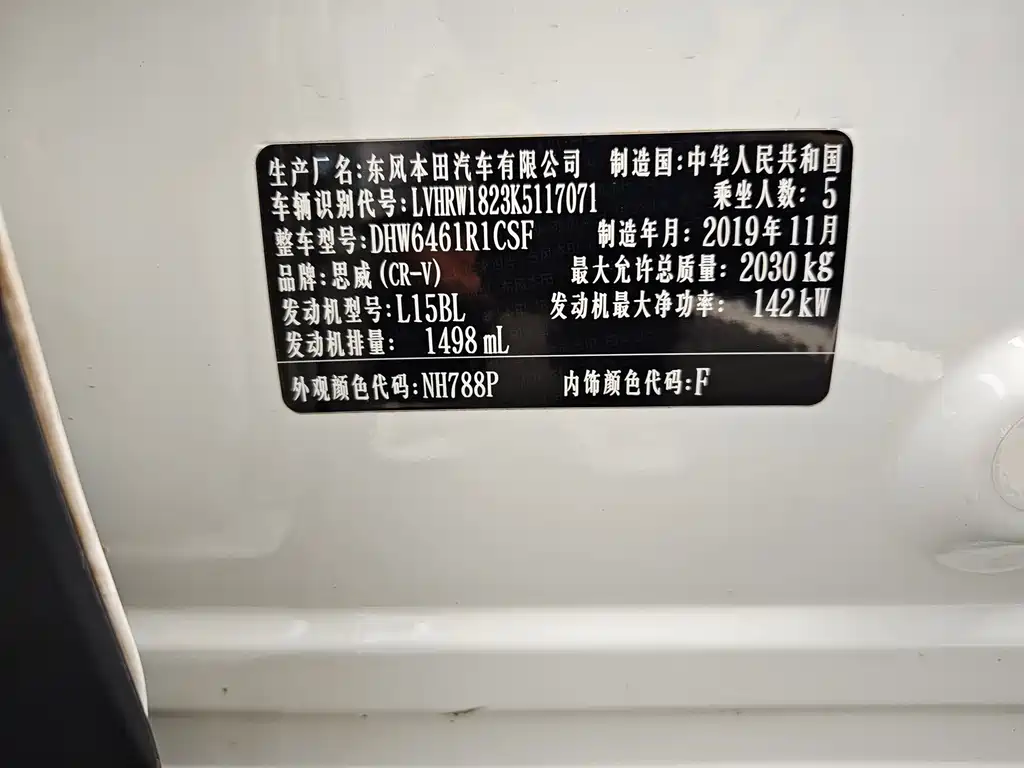 生产厂名:东风本田汽车有限公司 制造国:中华人民共和国
车辆识别代号:LVHRW1823K5117071 乘坐人数:5
整车型号:DHW6461R1CSF 制造年月:2019年11月
品牌:思威(CR-V) 最大允许总质量:2030kg
发动机型号:L15BL 发动机最大净功率:142kW
发动机排量:1498mL
外观颜色代码:NH788P 内饰颜色代码:F